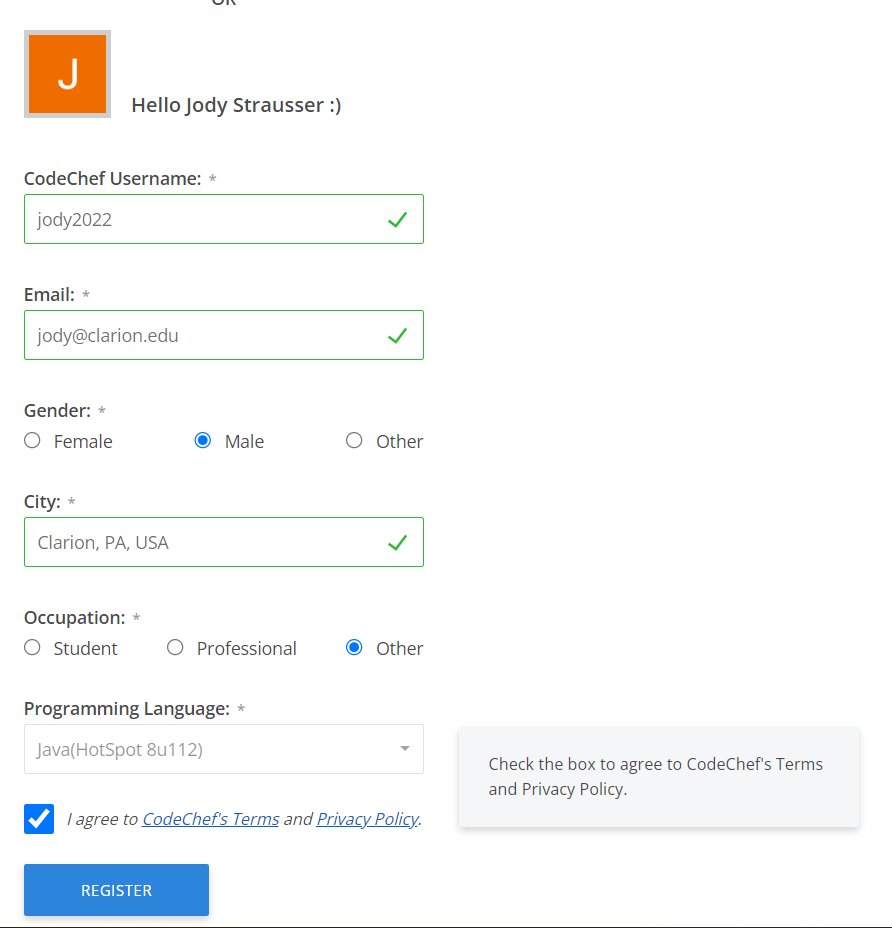 OR
J
Hello Jody Strausser :)
CodeChef Username: *
jody2022
Email: *
jody@clarion.edu
Gender: *
Female Male Other
City: *
Clarion, PA, USA
Occupation: *
Student Professional Other
Programming Language: *
Java(HotSpot 8u112)
Check the box to agree to CodeChef's Terms
and Privacy Policy.
I agree to CodeChef's Terms and Privacy Policy.
REGISTER